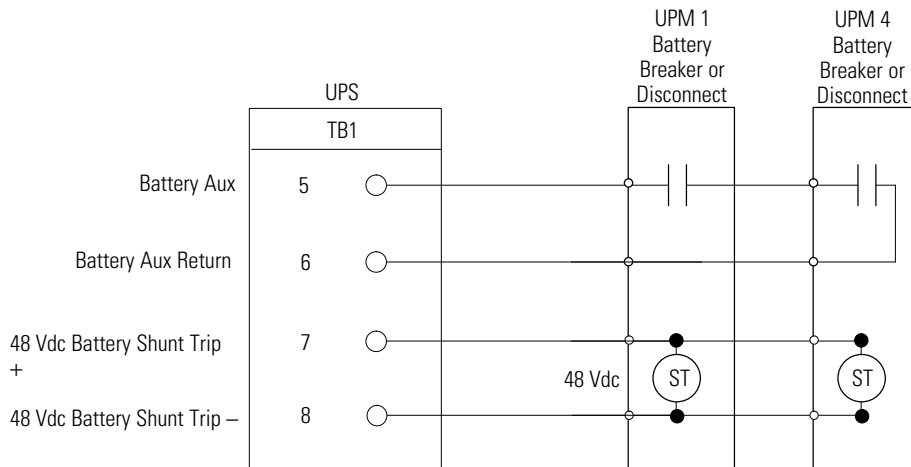 UPM 1
Battery
Breaker or
Disconnect
UPM 4
Battery
Breaker or
Disconnect
UPS
TB1
Battery Aux
5
Battery Aux Return
6
48 Vdc Battery Shunt Trip
+
7
48 Vdc
ST
ST
48 Vdc Battery Shunt Trip –
8